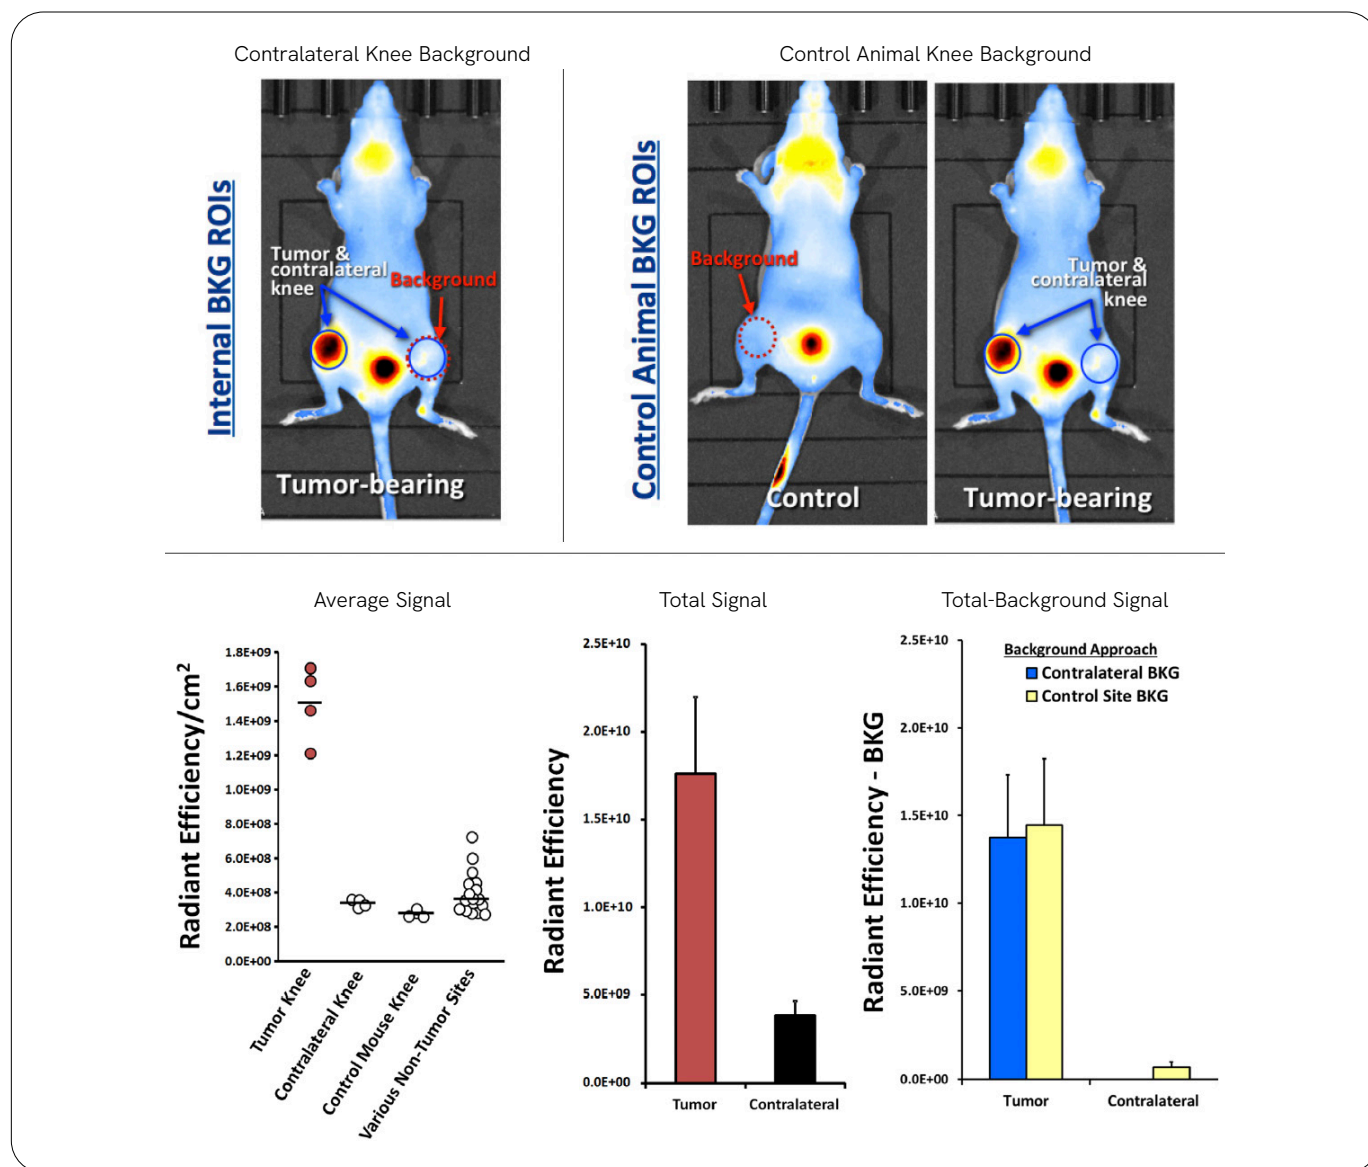 Contralateral Knee Background
Control Animal Knee Background
Internal BKG ROIs
Tumor &
contralateral
knee
Background
Tumor-bearing
Control Animal BKG ROIs
Background
Control
Tumor &
contralateral
knee
Tumor-bearing
Average Signal
Radiant Efficiency/cm²
1.8E+09
1.6E+09
1.4E+09
1.2E+09
1.0E+09
8.0E+08
6.0E+08
4.0E+08
2.0E+08
0.0E+00
Tumor Knee
Contralateral Knee
Control Mouse Knee
Various Non-Tumor Sites
Total Signal
Radiant Efficiency
2.5E+10
2.0E+10
1.5E+10
1.0E+10
5.0E+09
0.0E+00
Tumor
Contralateral
Total-Background Signal
Radiant Efficiency - BKG
2.5E+10
2.0E+10
1.5E+10
1.0E+10
5.0E+09
0.0E+00
Background Approach
Contralateral BKG
Control Site BKG
Tumor
Contralateral